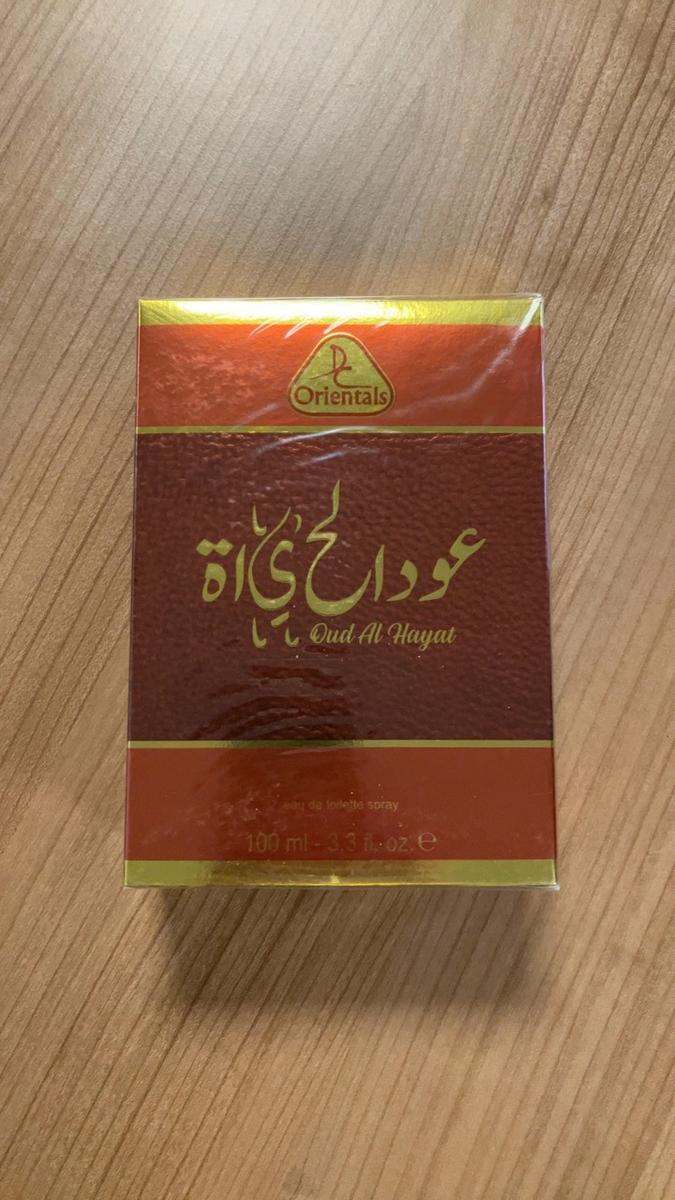 DC
Orientals
عود الحياة
Oud Al Hayat
eau de toilette spray
100 ml - 3.3 fl. oz. ℮